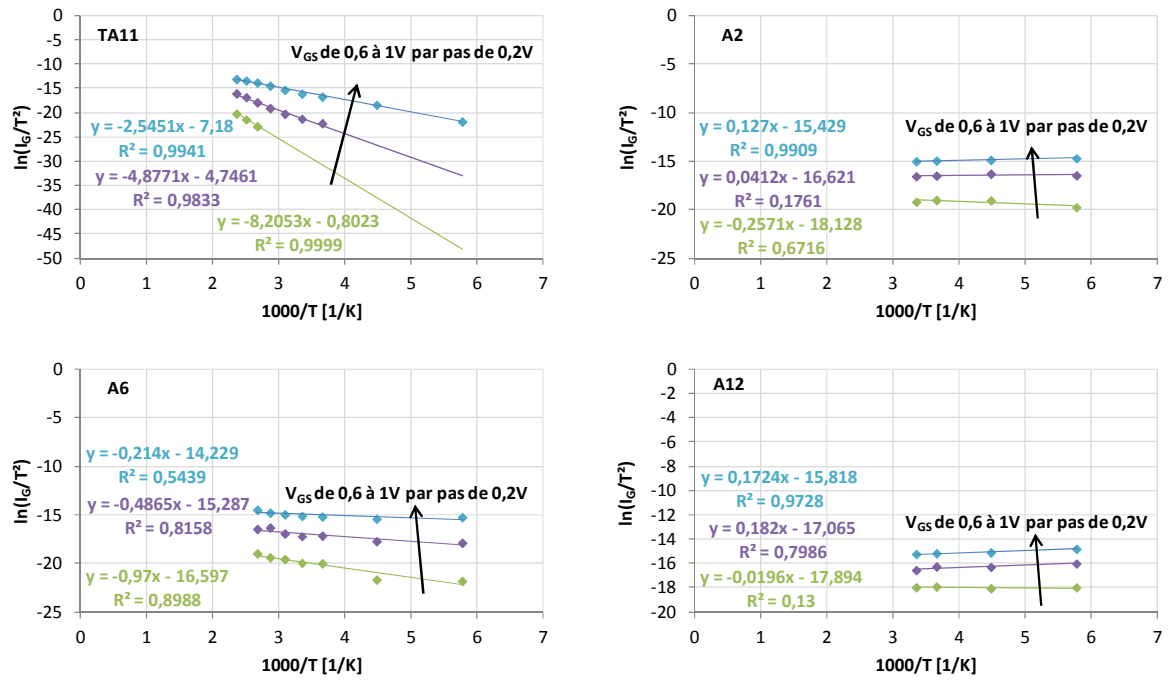 TA11
V_GS de 0,6 à 1V par pas de 0,2V
y = -2,5451x - 7,18
R² = 0,9941
y = -4,8771x - 4,7461
R² = 0,9833
y = -8,2053x - 0,8023
R² = 0,9999
0
-5
-10
-15
-20
-25
-30
-35
-40
-45
-50
0 1 2 3 4 5 6 7
ln(I_G/T²)
1000/T [1/K]
A2
y = 0,127x - 15,429
R² = 0,9909
V_GS de 0,6 à 1V par pas de 0,2V
y = 0,0412x - 16,621
R² = 0,1761
y = -0,2571x - 18,128
R² = 0,6716
0
-5
-10
-15
-20
-25
0 1 2 3 4 5 6 7
ln(I_G/T²)
1000/T [1/K]
A6
y = -0,214x - 14,229
R² = 0,5439
V_GS de 0,6 à 1V par pas de 0,2V
y = -0,4865x - 15,287
R² = 0,8158
y = -0,97x - 16,597
R² = 0,8988
0
-5
-10
-15
-20
-25
0 1 2 3 4 5 6 7
ln(I_G/T²)
1000/T [1/K]
A12
y = 0,1724x - 15,818
R² = 0,9728
V_GS de 0,6 à 1V par pas de 0,2V
y = 0,182x - 17,065
R² = 0,7986
y = -0,0196x - 17,894
R² = 0,13
0
-2
-4
-6
-8
-10
-12
-14
-16
-18
-20
0 1 2 3 4 5 6 7
ln(I_G/T²)
1000/T [1/K]